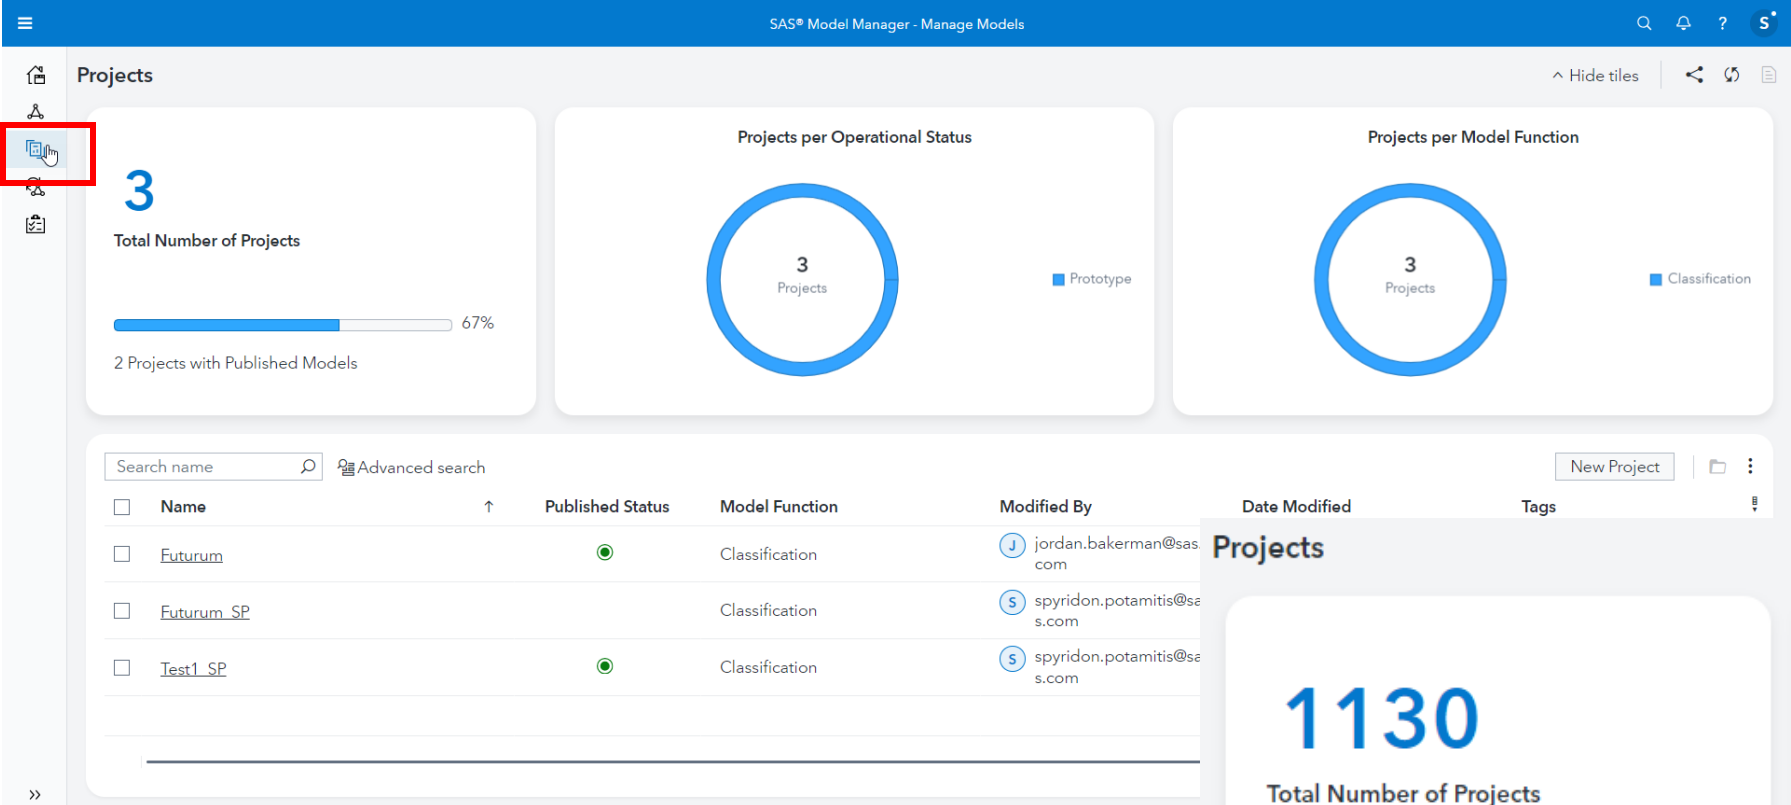 SAS® Model Manager - Manage Models
?
S
Projects
Hide tiles
3
Total Number of Projects
67%
2 Projects with Published Models
Projects per Operational Status
3
Projects
Prototype
Projects per Model Function
3
Projects
Classification
Search name
Advanced search
New Project
Name
Published Status
Model Function
Modified By
Date Modified
Tags
Futurum
Classification
J
jordan.bakerman@sas.
com
Futurum_SP
Classification
S
spyridon.potamitis@sa
s.com
Test1_SP
Classification
S
spyridon.potamitis@sa
s.com
Projects
1130
Total Number of Projects